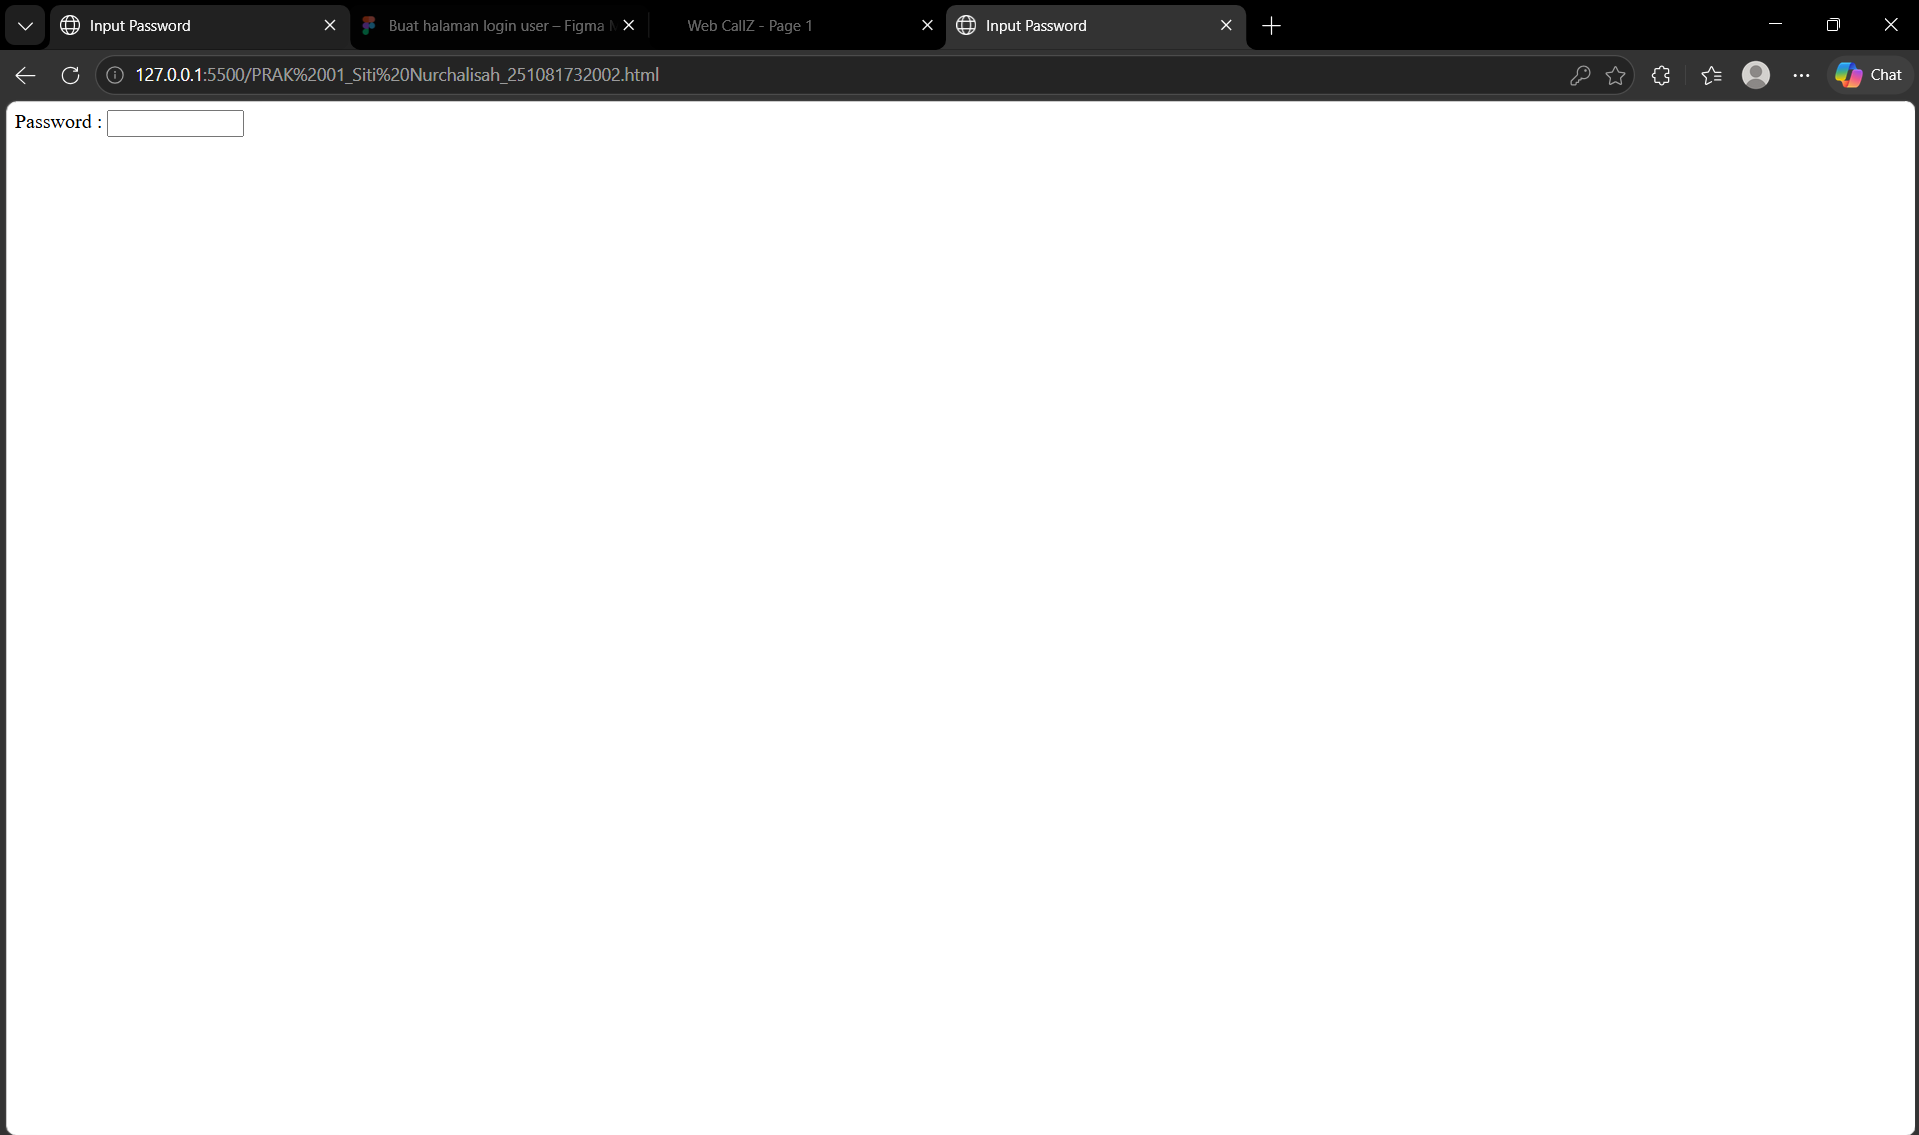 Input Password
Buat halaman login user – Figma
Web CallZ - Page 1
Input Password
127.0.0.1:5500/PRAK%2001_Siti%20Nurchalisah_251081732002.html
Chat
Password :